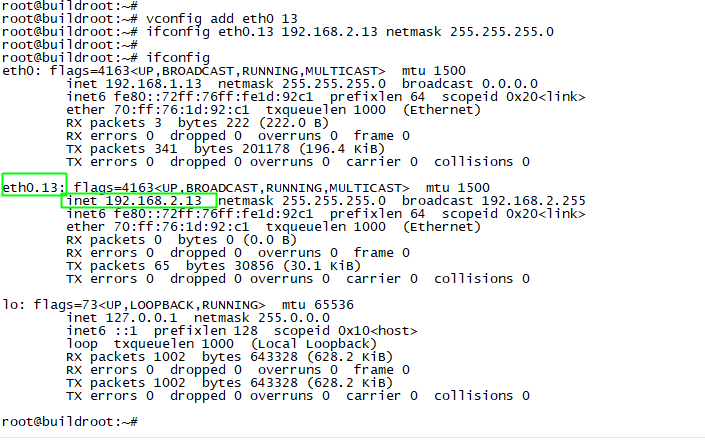 root@buildroot:~#
root@buildroot:~# vconfig add eth0 13
root@buildroot:~# ifconfig eth0.13 192.168.2.13 netmask 255.255.255.0
root@buildroot:~#
root@buildroot:~# ifconfig
eth0: flags=4163<UP,BROADCAST,RUNNING,MULTICAST>  mtu 1500
        inet 192.168.1.13  netmask 255.255.255.0  broadcast 0.0.0.0
        inet6 fe80::72ff:76ff:fe1d:92c1  prefixlen 64  scopeid 0x20<link>
        ether 70:ff:76:1d:92:c1  txqueuelen 1000  (Ethernet)
        RX packets 3  bytes 222 (222.0 B)
        RX errors 0  dropped 0  overruns 0  frame 0
        TX packets 341  bytes 201178 (196.4 KiB)
        TX errors 0  dropped 0 overruns 0  carrier 0  collisions 0

eth0.13: flags=4163<UP,BROADCAST,RUNNING,MULTICAST>  mtu 1500
        inet 192.168.2.13  netmask 255.255.255.0  broadcast 192.168.2.255
        inet6 fe80::72ff:76ff:fe1d:92c1  prefixlen 64  scopeid 0x20<link>
        ether 70:ff:76:1d:92:c1  txqueuelen 1000  (Ethernet)
        RX packets 0  bytes 0 (0.0 B)
        RX errors 0  dropped 0  overruns 0  frame 0
        TX packets 65  bytes 30856 (30.1 KiB)
        TX errors 0  dropped 0 overruns 0  carrier 0  collisions 0

lo: flags=73<UP,LOOPBACK,RUNNING>  mtu 65536
        inet 127.0.0.1  netmask 255.0.0.0
        inet6 ::1  prefixlen 128  scopeid 0x10<host>
        loop  txqueuelen 1000  (Local Loopback)
        RX packets 1002  bytes 643328 (628.2 KiB)
        RX errors 0  dropped 0  overruns 0  frame 0
        TX packets 1002  bytes 643328 (628.2 KiB)
        TX errors 0  dropped 0 overruns 0  carrier 0  collisions 0

root@buildroot:~#